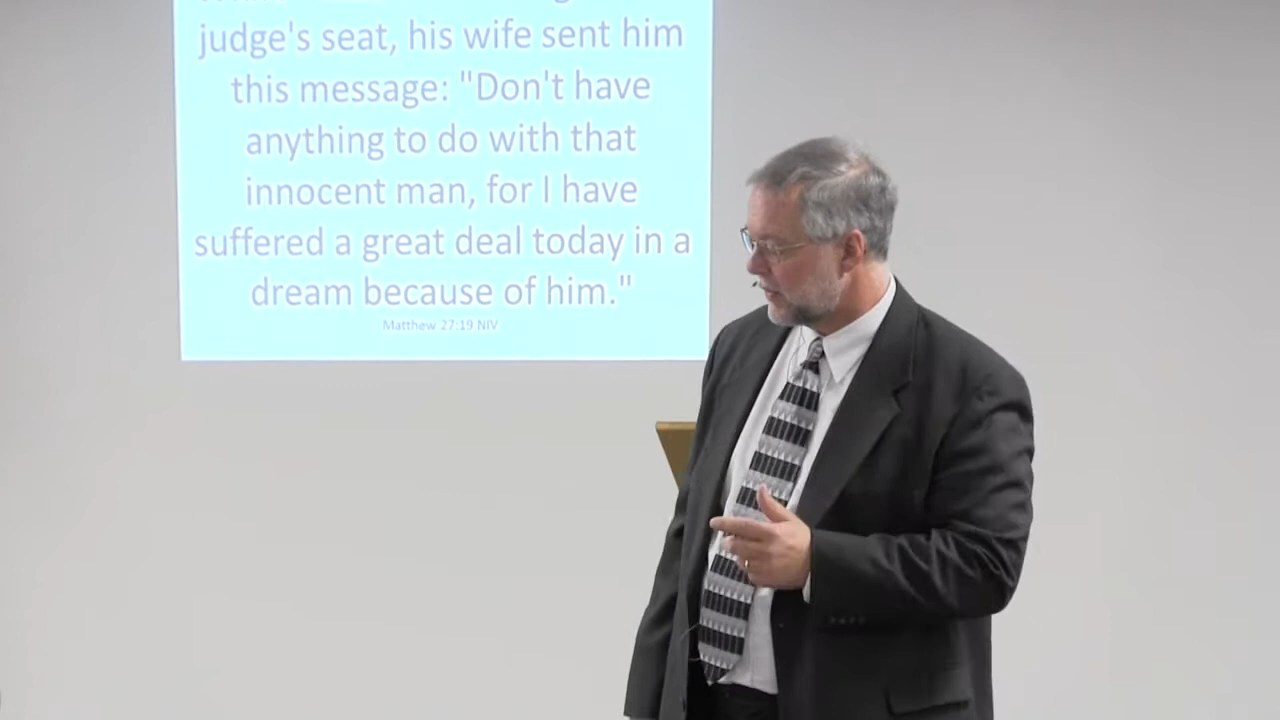 judge's seat, his wife sent him
this message: "Don't have
anything to do with that
innocent man, for I have
suffered a great deal today in a
dream because of him."
Matthew 27:19 NIV